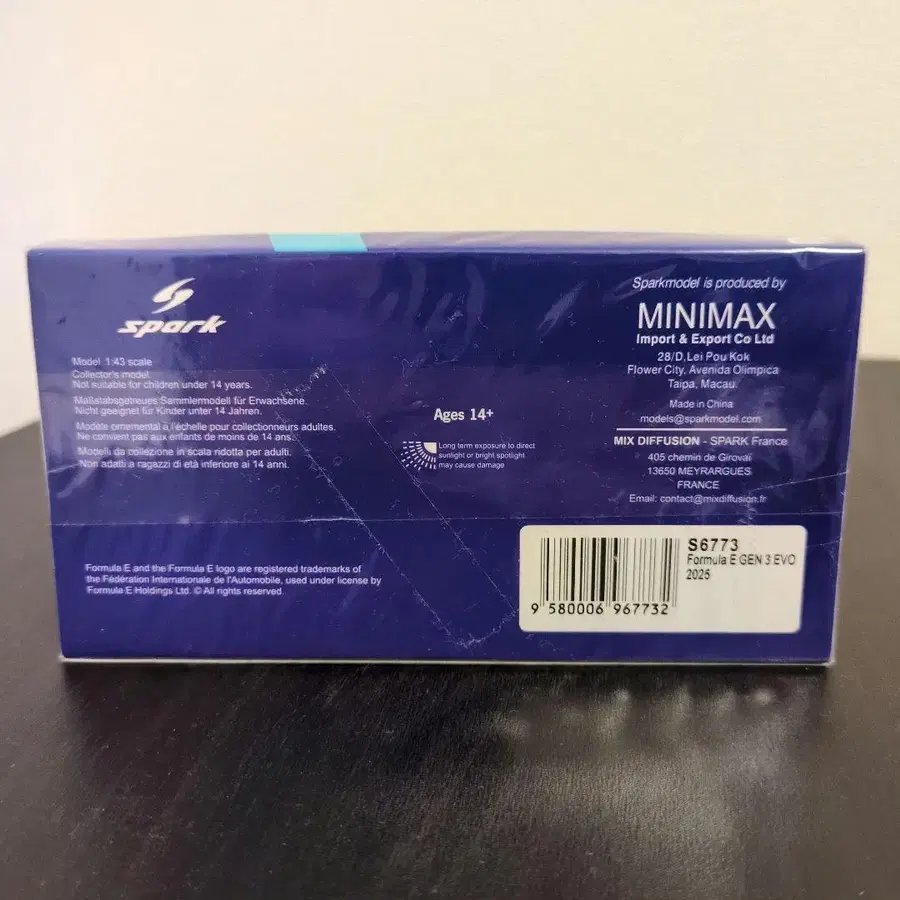 spark
Model 1:43 scale
Collector's model.
Not suitable for children under 14 years.
Maßstabsgetreues Sammlermodell für Erwachsene.
Nicht geeignet für Kinder unter 14 Jahren.
Modèle ornemental à l'échelle pour collectionneurs adultes.
Ne convient pas aux enfants de moins de 14 ans.
Modelli da collezione in scala ridotta per adulti.
Non adatti a ragazzi di età inferiore ai 14 anni.
Formula E and the Formula E logo are registered trademarks of
the Fédération Internationale de l'Automobile, used under license by
Formula E Holdings Ltd. © All rights reserved.
Ages 14+
Long term exposure to direct
sunlight or bright spotlight
may cause damage
Sparkmodel is produced by
MINIMAX
Import & Export Co Ltd
28/D,Lei Pou Kok
Flower City, Avenida Olimpica
Taipa, Macau.
Made in China
models@sparkmodel.com
MIX DIFFUSION - SPARK France
405 chemin de Girovaï
13650 MEYRARGUES
FRANCE
Email: contact@mixdiffusion.fr
S6773
Formula E GEN 3 EVO
2025
9 580006 967732